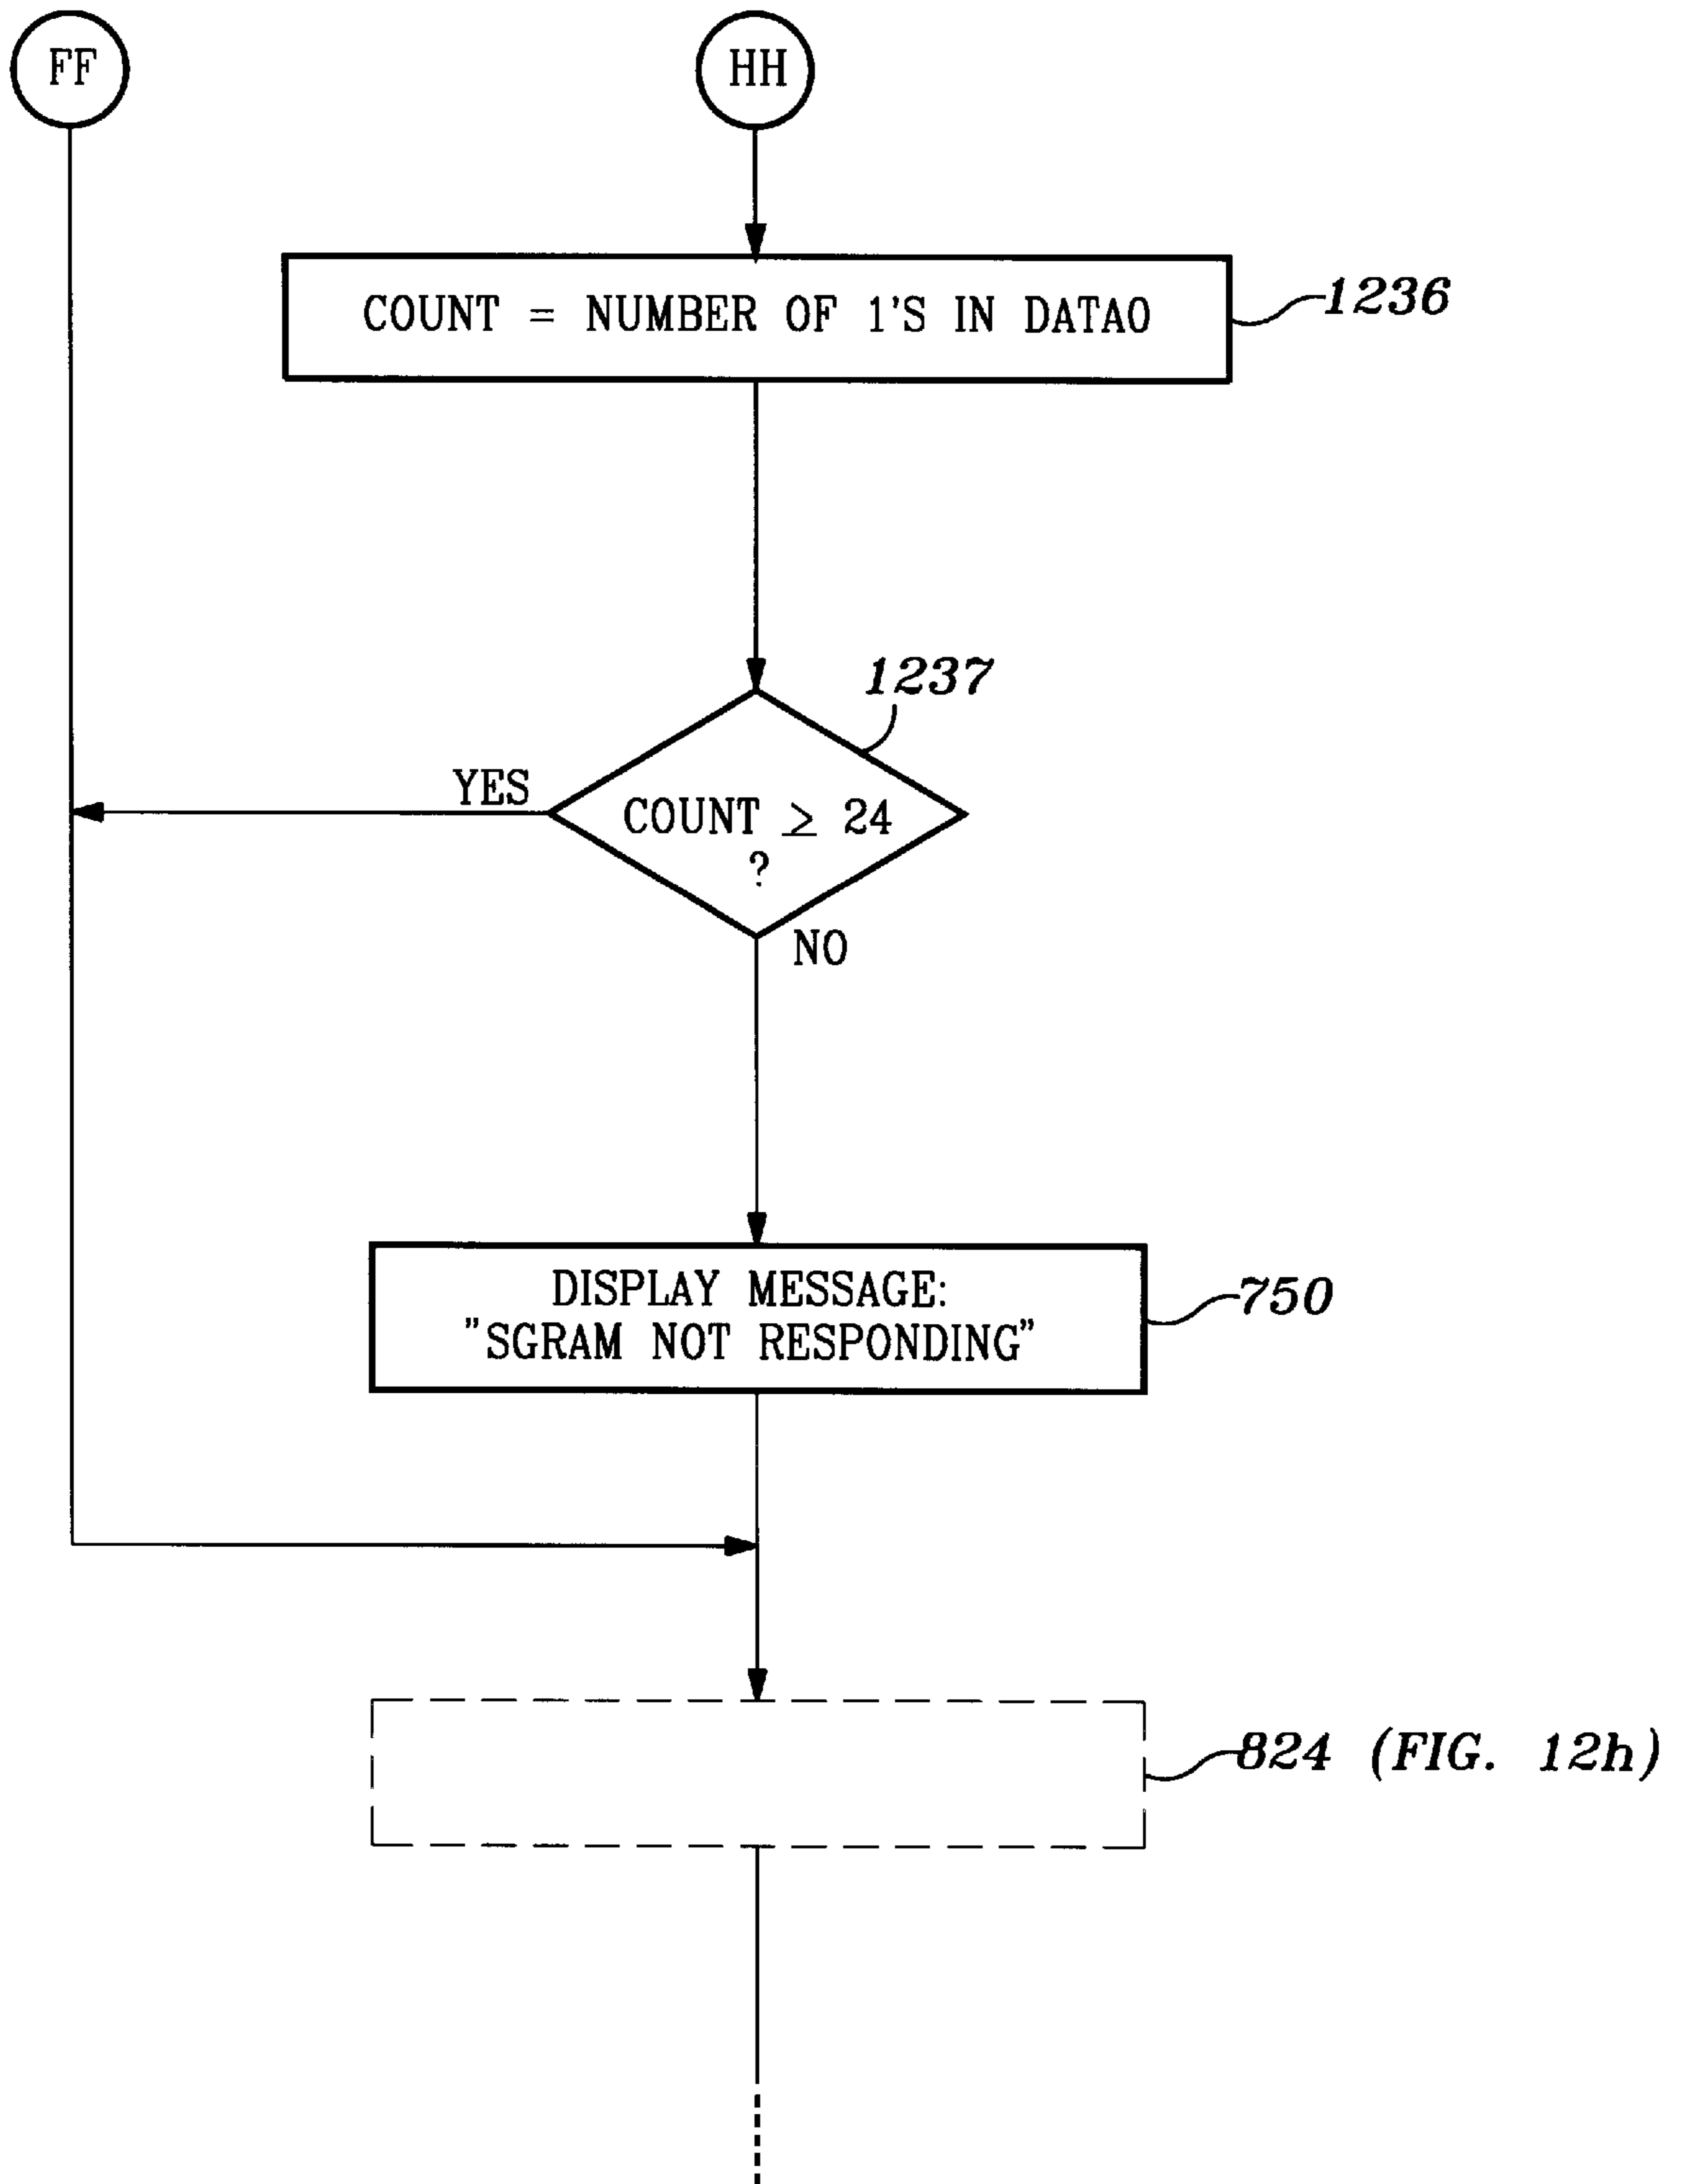 FF
HH
COUNT = NUMBER OF 1'S IN DATA0
1236
1237
YES
COUNT ≥ 24
?
NO
DISPLAY MESSAGE:
"SGRAM NOT RESPONDING"
750
824 (FIG. 12h)